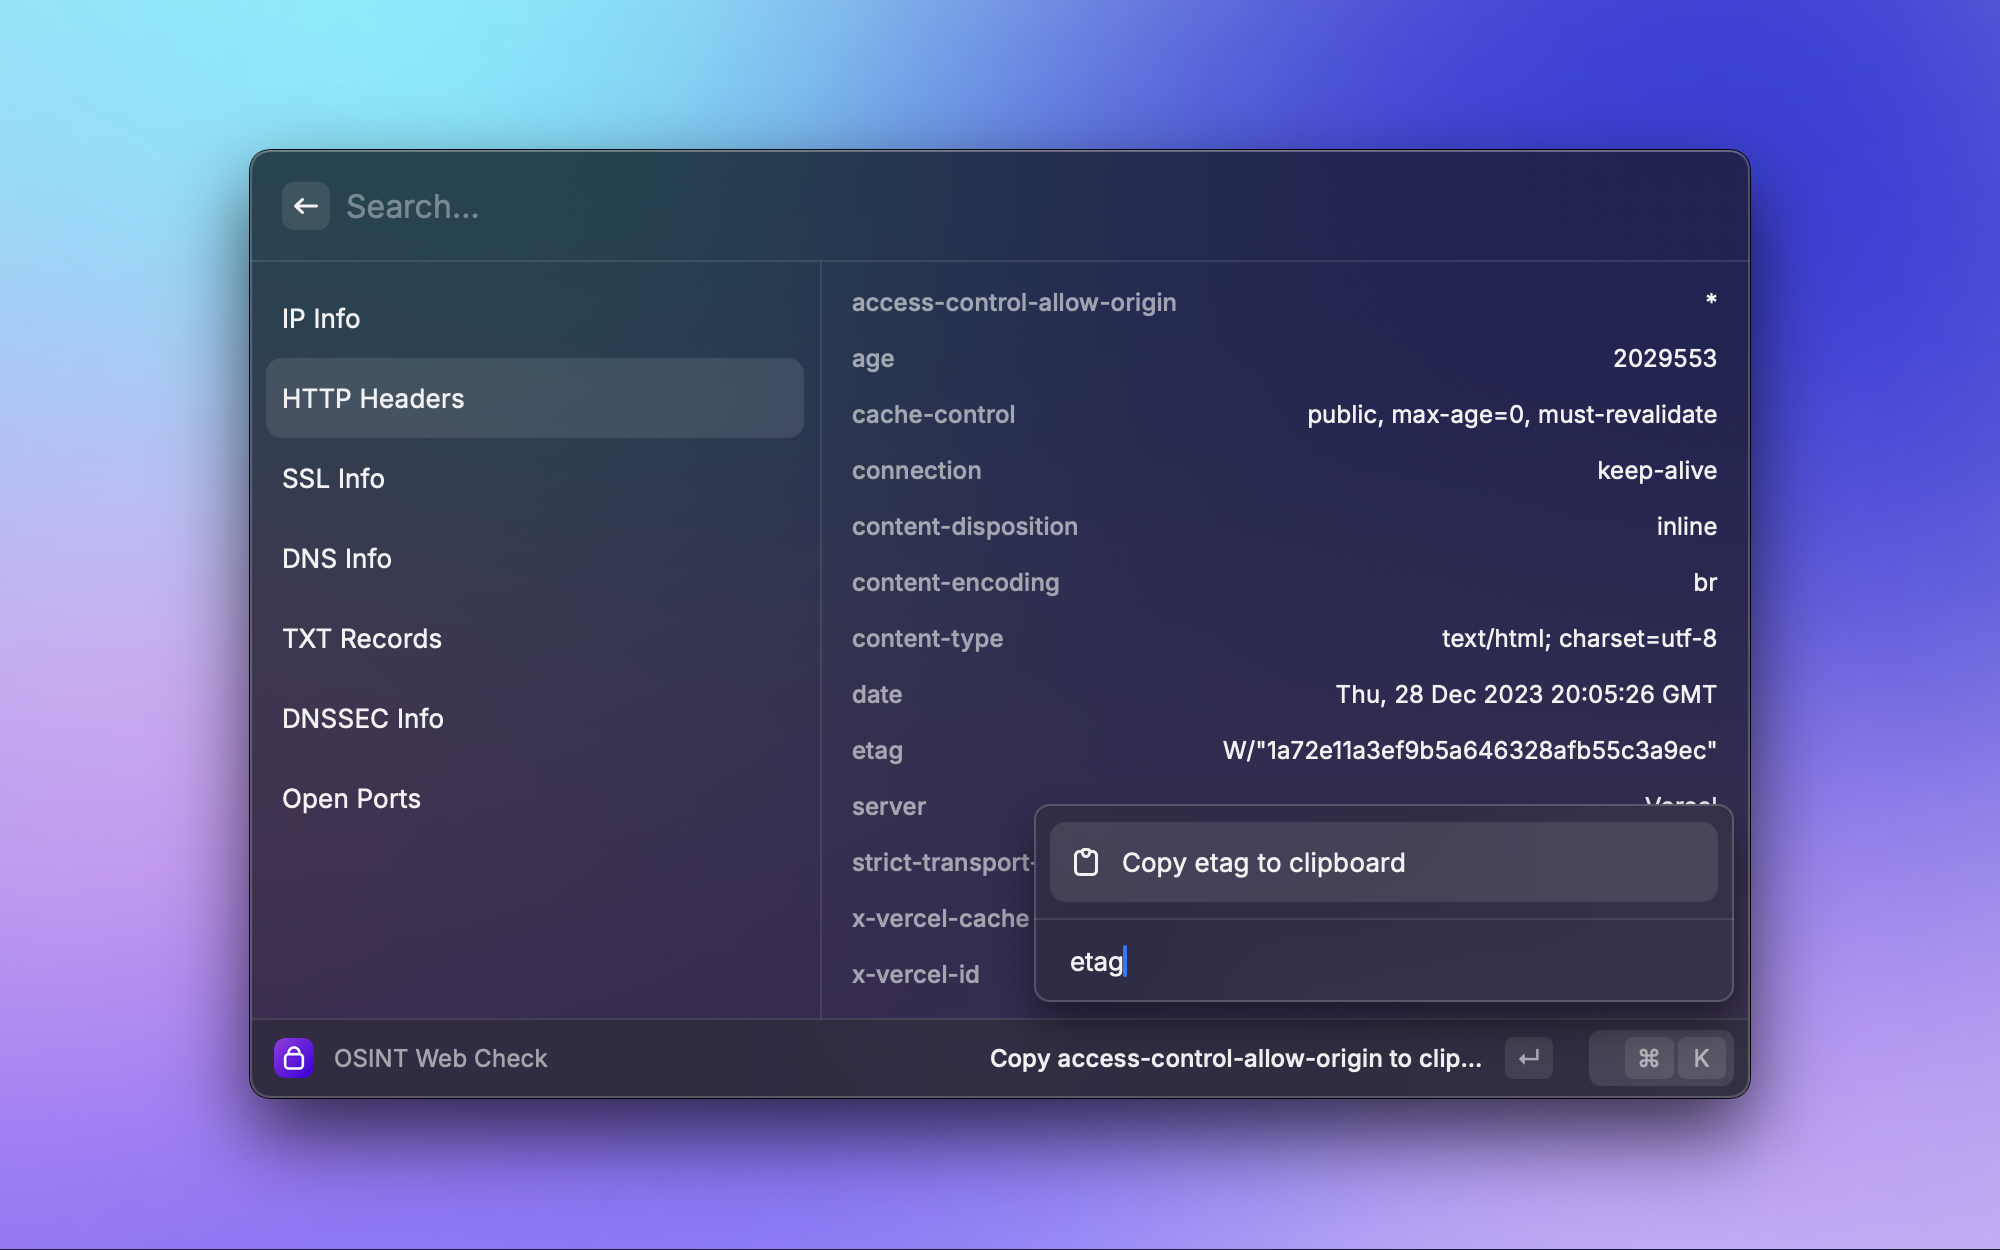 Search...
IP Info
HTTP Headers
SSL Info
DNS Info
TXT Records
DNSSEC Info
Open Ports
access-control-allow-origin *
age 2029553
cache-control public, max-age=0, must-revalidate
connection keep-alive
content-disposition inline
content-encoding br
content-type text/html; charset=utf-8
date Thu, 28 Dec 2023 20:05:26 GMT
etag W/"1a72e11a3ef9b5a646328afb55c3a9ec"
server Vercel
strict-transport-
x-vercel-cache
x-vercel-id
Copy etag to clipboard
etag
OSINT Web Check
Copy access-control-allow-origin to clip... ↵ ⌘ K